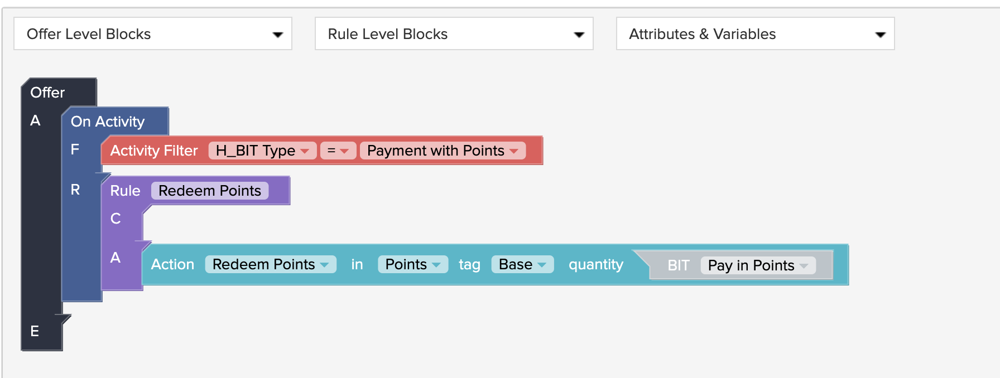 Offer Level Blocks Rule Level Blocks Attributes & Variables
Offer
A On Activity
F Activity Filter H_BIT Type = Payment with Points
R Rule Redeem Points
C
A Action Redeem Points in Points tag Base quantity BIT Pay in Points
E